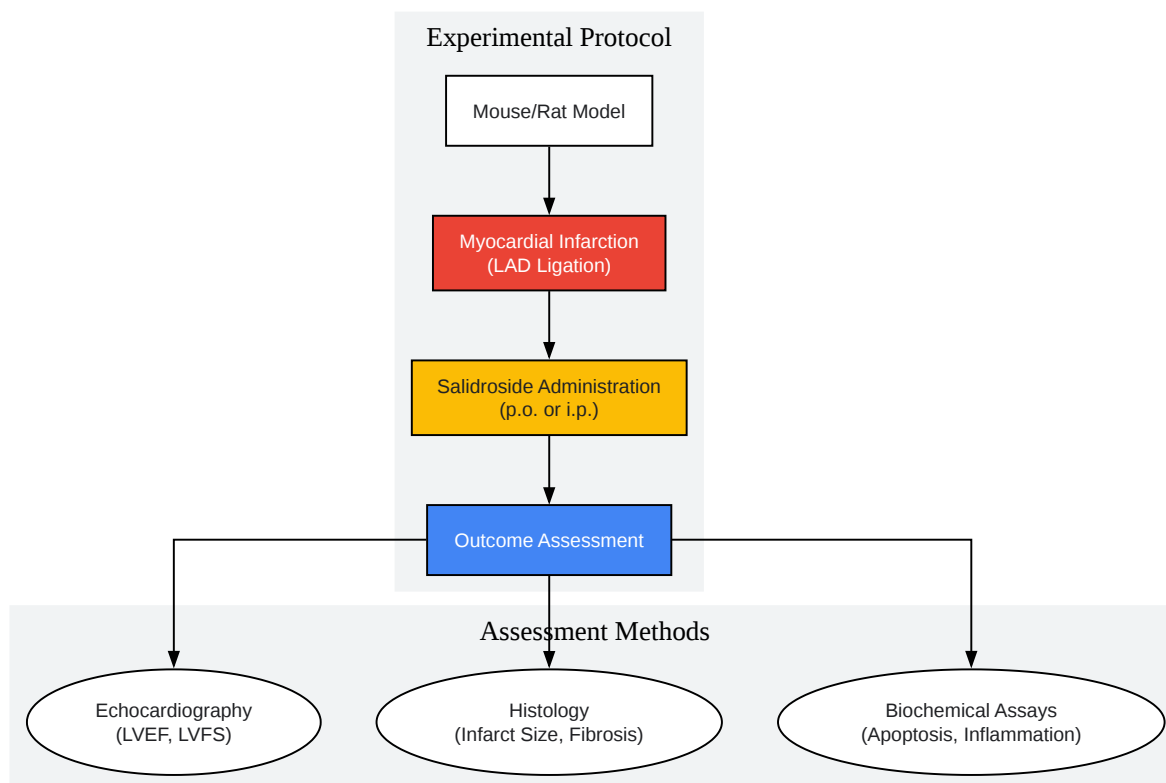 Experimental Protocol
Mouse/Rat Model
Myocardial Infarction
(LAD Ligation)
Salidroside Administration
(p.o. or i.p.)
Outcome Assessment
Assessment Methods
Echocardiography
(LVEF, LVFS)
Histology
(Infarct Size, Fibrosis)
Biochemical Assays
(Apoptosis, Inflammation)